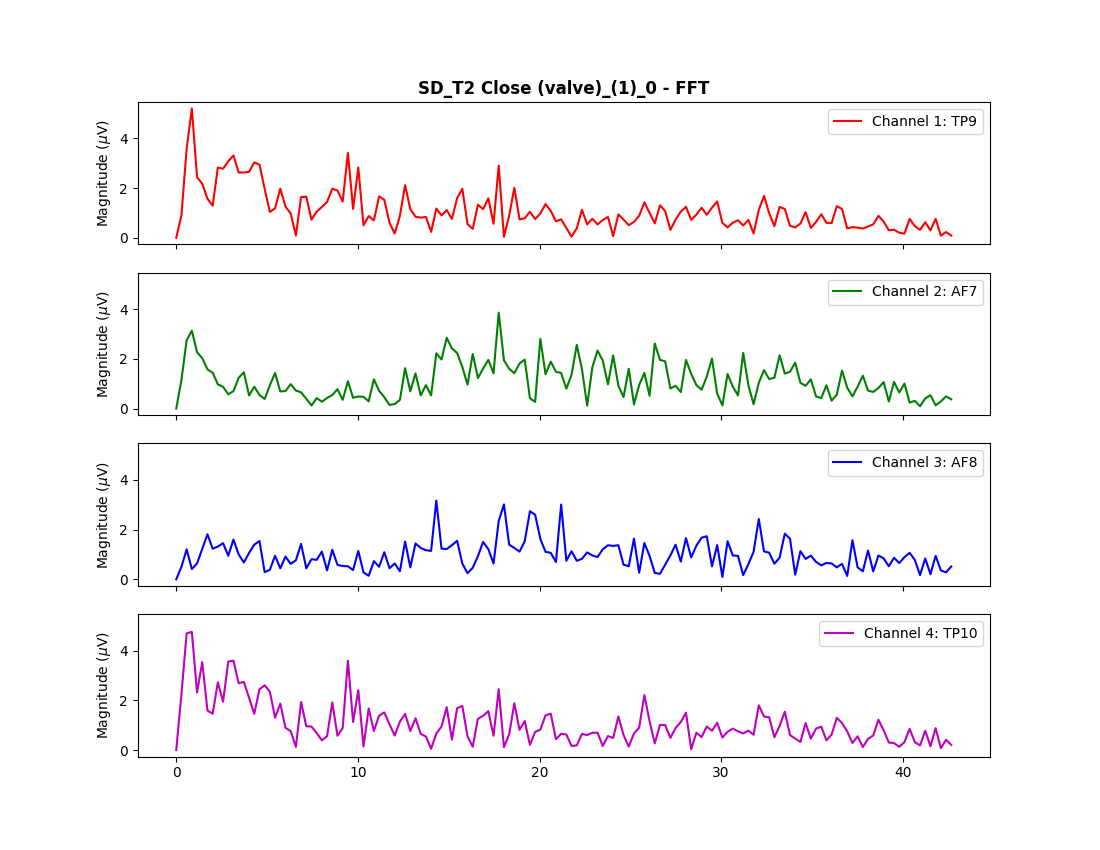 SD_T2 Close (valve)_(1)_0 - FFT
Magnitude (μV)
4
2
0
Channel 1: TP9
Magnitude (μV)
4
2
0
Channel 2: AF7
Magnitude (μV)
4
2
0
Channel 3: AF8
Magnitude (μV)
4
2
0
Channel 4: TP10
0 10 20 30 40